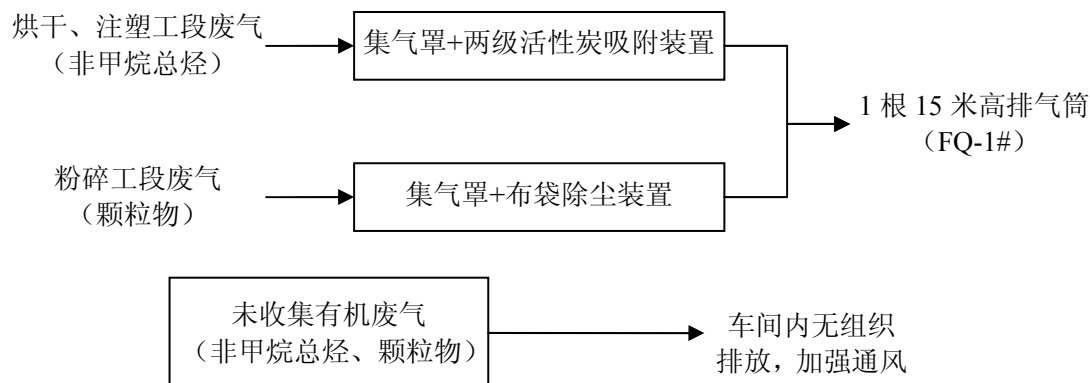 烘干、注塑工段废气
（非甲烷总烃）
集气罩+两级活性炭吸附装置
1 根 15 米高排气筒
（FQ-1#）
粉碎工段废气
（颗粒物）
集气罩+布袋除尘装置
未收集有机废气
（非甲烷总烃、颗粒物）
车间内无组织
排放，加强通风